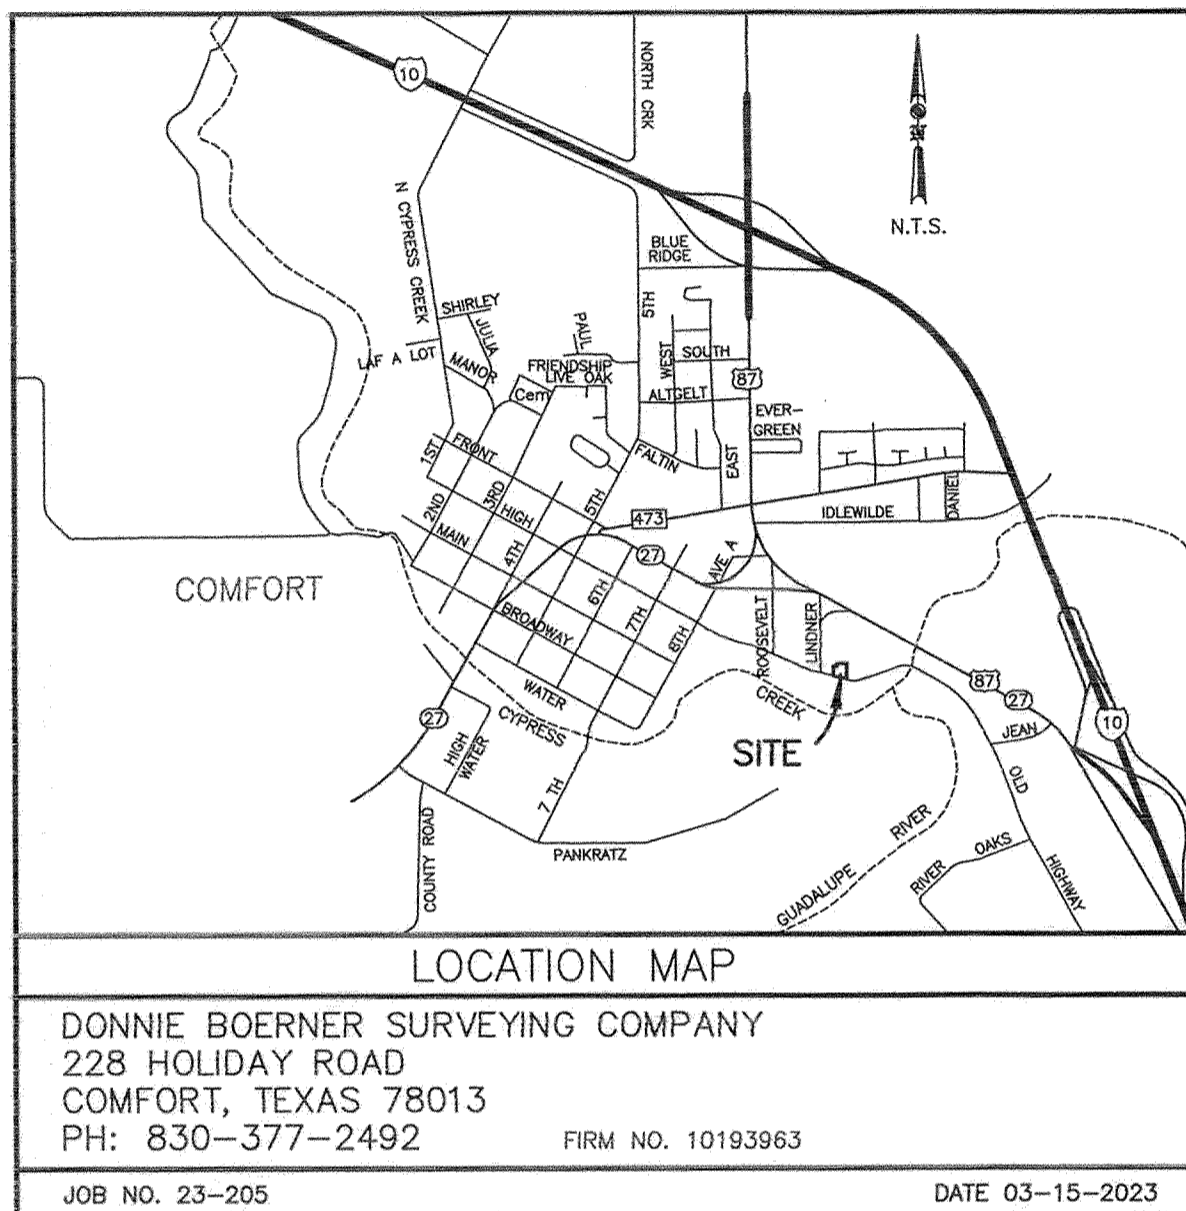 10
NORTH CRK
N.T.S.
N CYPRESS CREEK
BLUE
RIDGE
SHIRLEY
JULIA
PAUL
5TH
LAF A LOT
MANOR
FRIENDSHIP
LIVE OAK
WEST
SOUTH
87
Cem
ALTGELT
EVER-
GREEN
1ST
FRONT
FALTIN
EAST
2ND
3RD
HIGH
5TH
473
IDLEWILDE
DANIEL
MAIN
4TH
27
AVE A
COMFORT
6TH
BROADWAY
7TH
8TH
ROOSEVELT
LINDNER
WATER
CREEK
87
27
27
CYPRESS
HIGH
WATER
SITE
JEAN
10
7 TH
OLD
COUNTY ROAD
PANKRATZ
GUADALUPE RIVER
RIVER OAKS
HIGHWAY
LOCATION MAP
DONNIE BOERNER SURVEYING COMPANY
228 HOLIDAY ROAD
COMFORT, TEXAS 78013
PH: 830-377-2492 FIRM NO. 10193963
JOB NO. 23-205 DATE 03-15-2023